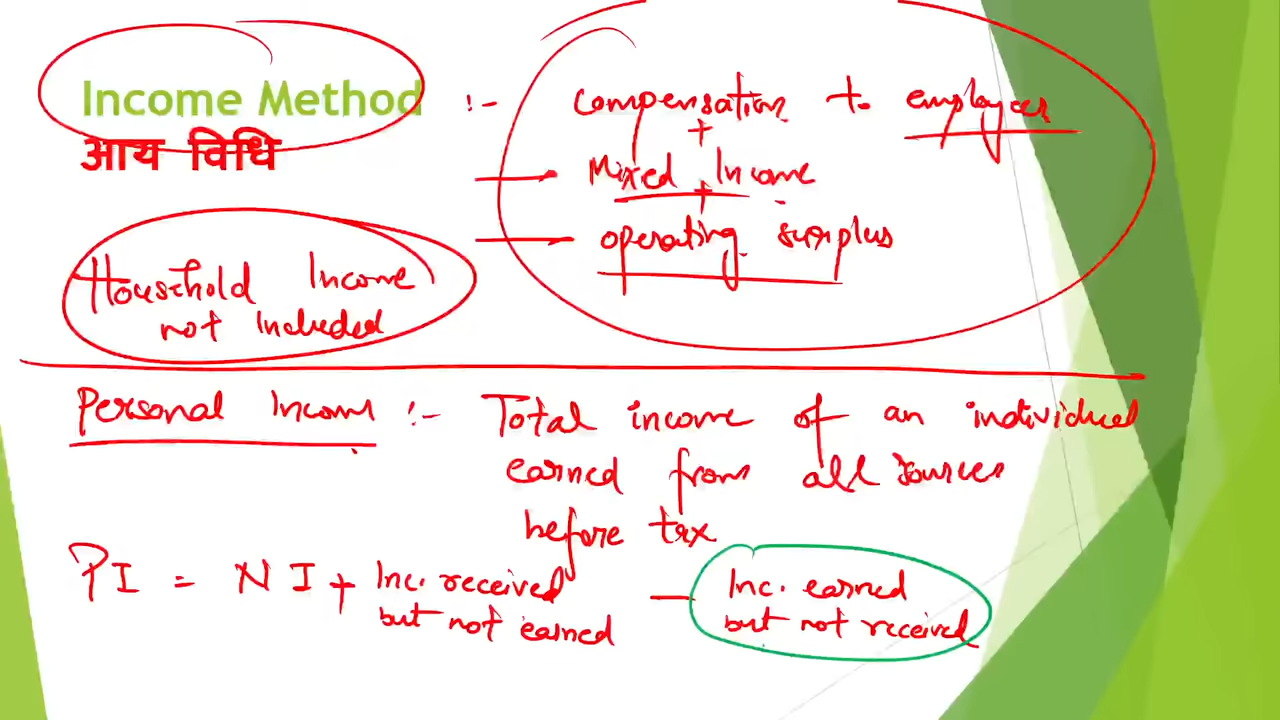 Income Method :- Compensation to employees
आय विधि
+
Mixed Income
+
operating surplus
Household Income
not included
Personal Income :- Total income of an individual
earned from all sources
before tax
PI = NI + Inc. received but not earned — Inc. earned but not received